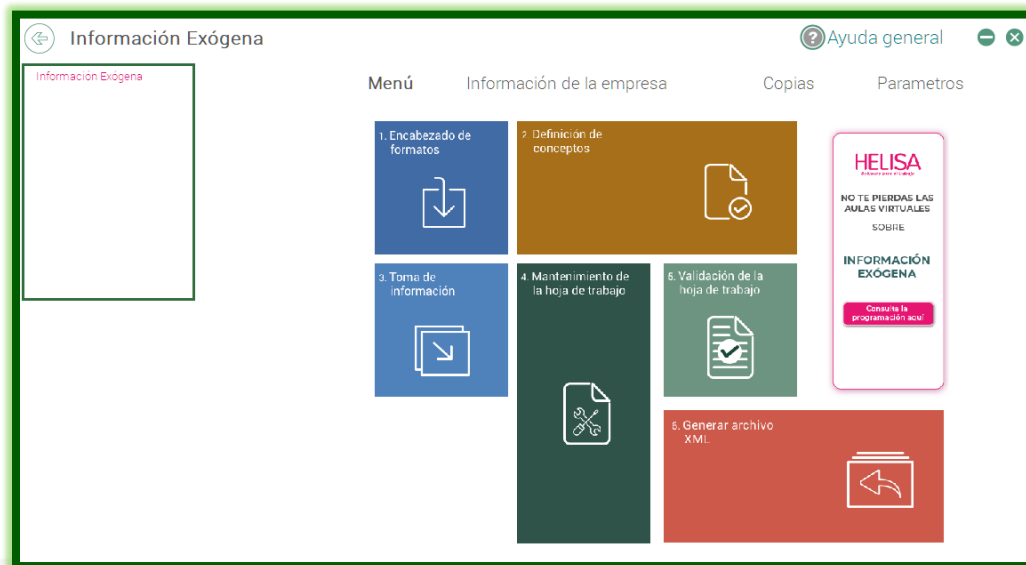 Información Exógena
Ayuda general
Información Exógena
Menú
Información de la empresa
Copias
Parametros
1. Encabezado de
formatos
2. Definición de
conceptos
3. Toma de
información
4. Mantenimiento de
la hoja de trabajo
5. Validación de la
hoja de trabajo
6. Generar archivo
XML
HELISA
NO TE PIERDAS LAS
AULAS VIRTUALES
SOBRE
INFORMACIÓN
EXÓGENA
Consulta la
programación aquí